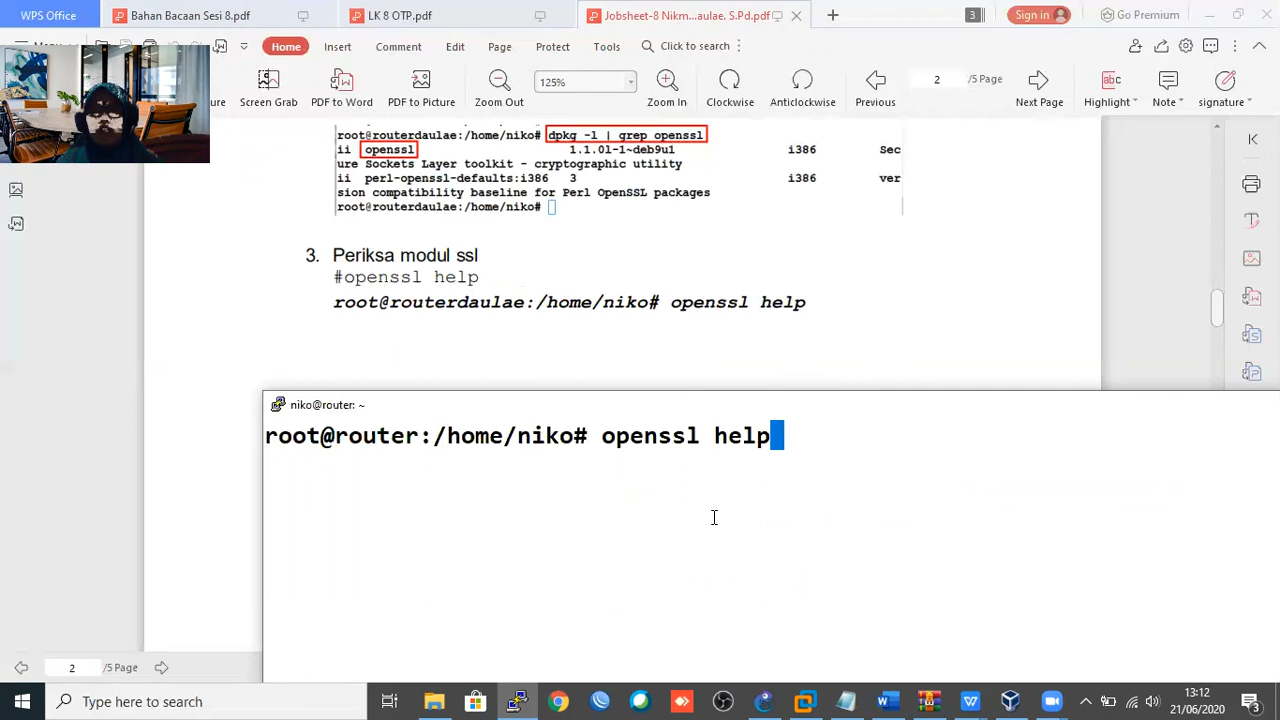 WPS Office
Bahan Bacaan Sesi 8.pdf
LK 8 OTP.pdf
Jobsheet-8 Nikm...aulae. S.Pd.pdf
3
Sign in
Go Premium
Home
Insert
Comment
Edit
Page
Protect
Tools
Click to search
Screen Grab
PDF to Word
PDF to Picture
Zoom Out
125%
Zoom In
Clockwise
Anticlockwise
Previous
2
/5 Page
Next Page
Highlight
Note
signature
root@routerdaulae:/home/niko# dpkg -l | grep openssl
ii openssl 1.1.0l-1~deb9u1 i386 Sec
ure Sockets Layer toolkit - cryptographic utility
ii perl-openssl-defaults:i386 3 i386 ver
sion compatibility baseline for Perl OpenSSL packages
root@routerdaulae:/home/niko#
3. Periksa modul ssl
#openssl help
root@routerdaulae:/home/niko# openssl help
niko@router: ~
root@router:/home/niko# openssl help
2 /5 Page
Type here to search
13:12
21/06/2020
3